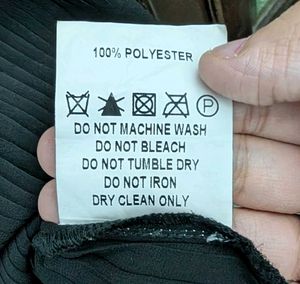 100% POLYESTER
P
DO NOT MACHINE WASH
DO NOT BLEACH
DO NOT TUMBLE DRY
DO NOT IRON
DRY CLEAN ONLY